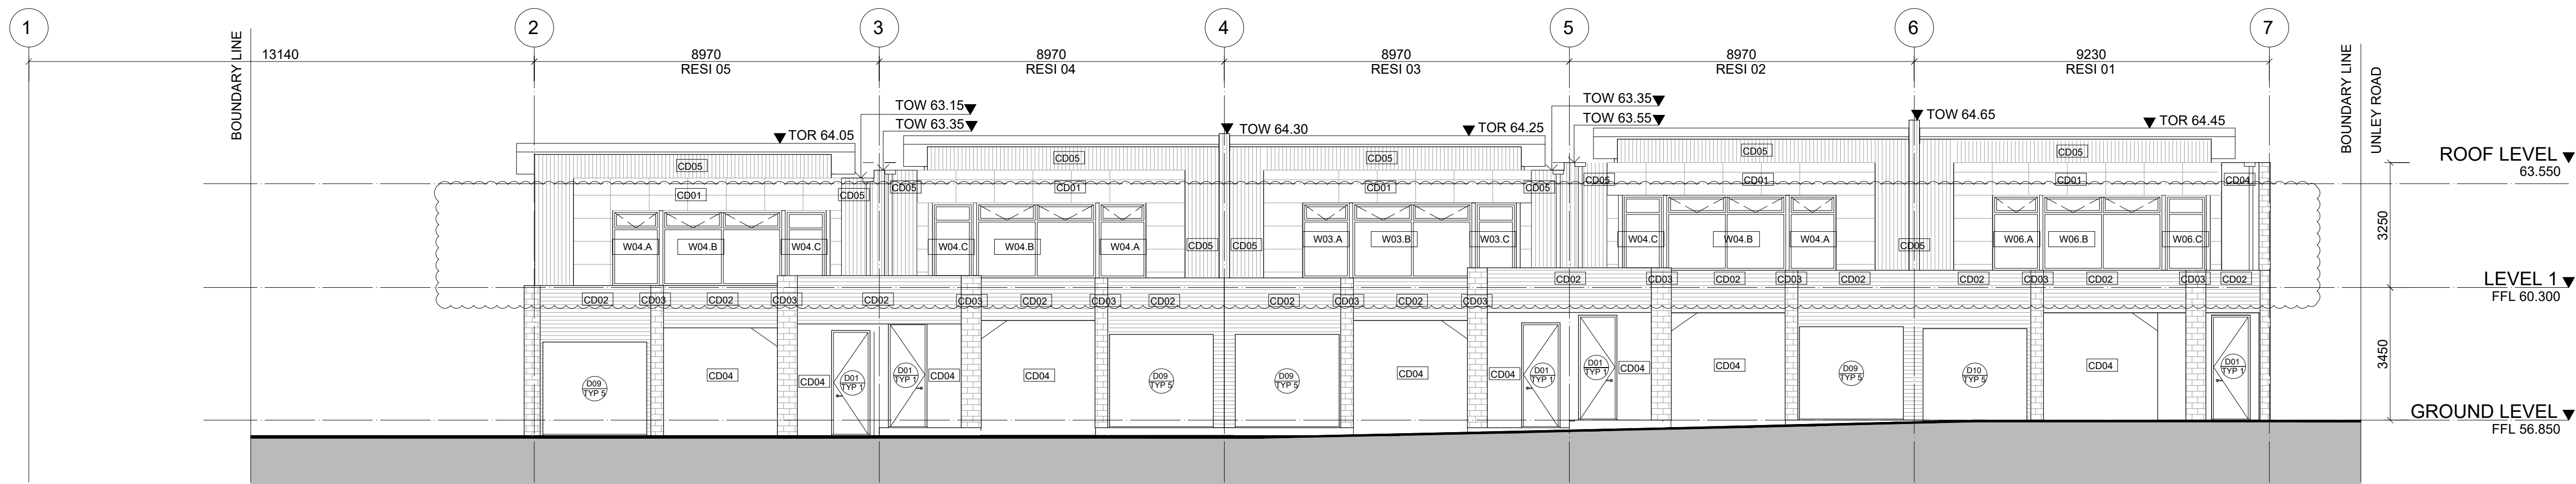 1
2
3
4
5
6
7
BOUNDARY LINE
13140
8970
RESI 05
8970
RESI 04
8970
RESI 03
8970
RESI 02
9230
RESI 01
BOUNDARY LINE
UNLEY ROAD
TOW 63.15
TOW 63.35
TOR 64.05
TOW 64.30
TOR 64.25
TOW 63.35
TOW 63.55
TOW 64.65
TOR 64.45
ROOF LEVEL
63.550
3250
LEVEL 1
FFL 60.300
3450
GROUND LEVEL
FFL 56.850
CD05
CD05
CD05
CD05
CD05
CD01
CD05
CD05
CD01
CD01
CD05
CD05
CD01
CD01
CD04
W04.A
W04.B
W04.C
W04.C
W04.B
W04.A
CD05
CD05
W03.A
W03.B
W03.C
W04.C
W04.B
W04.A
CD05
W06.A
W06.B
W06.C
CD02
CD03
CD02
CD03
CD02
CD03
CD02
CD03
CD02
CD02
CD03
CD02
CD03
CD02
CD03
CD02
CD03
CD02
CD02
CD03
CD02
CD03
CD02
D09
TYP 5
CD04
CD04
D01
TYP 1
D01
TYP 1
CD04
CD04
D09
TYP 5
D09
TYP 5
CD04
CD04
D01
TYP 1
D01
TYP 1
CD04
CD04
D09
TYP 5
D10
TYP 5
CD04
D01
TYP 1